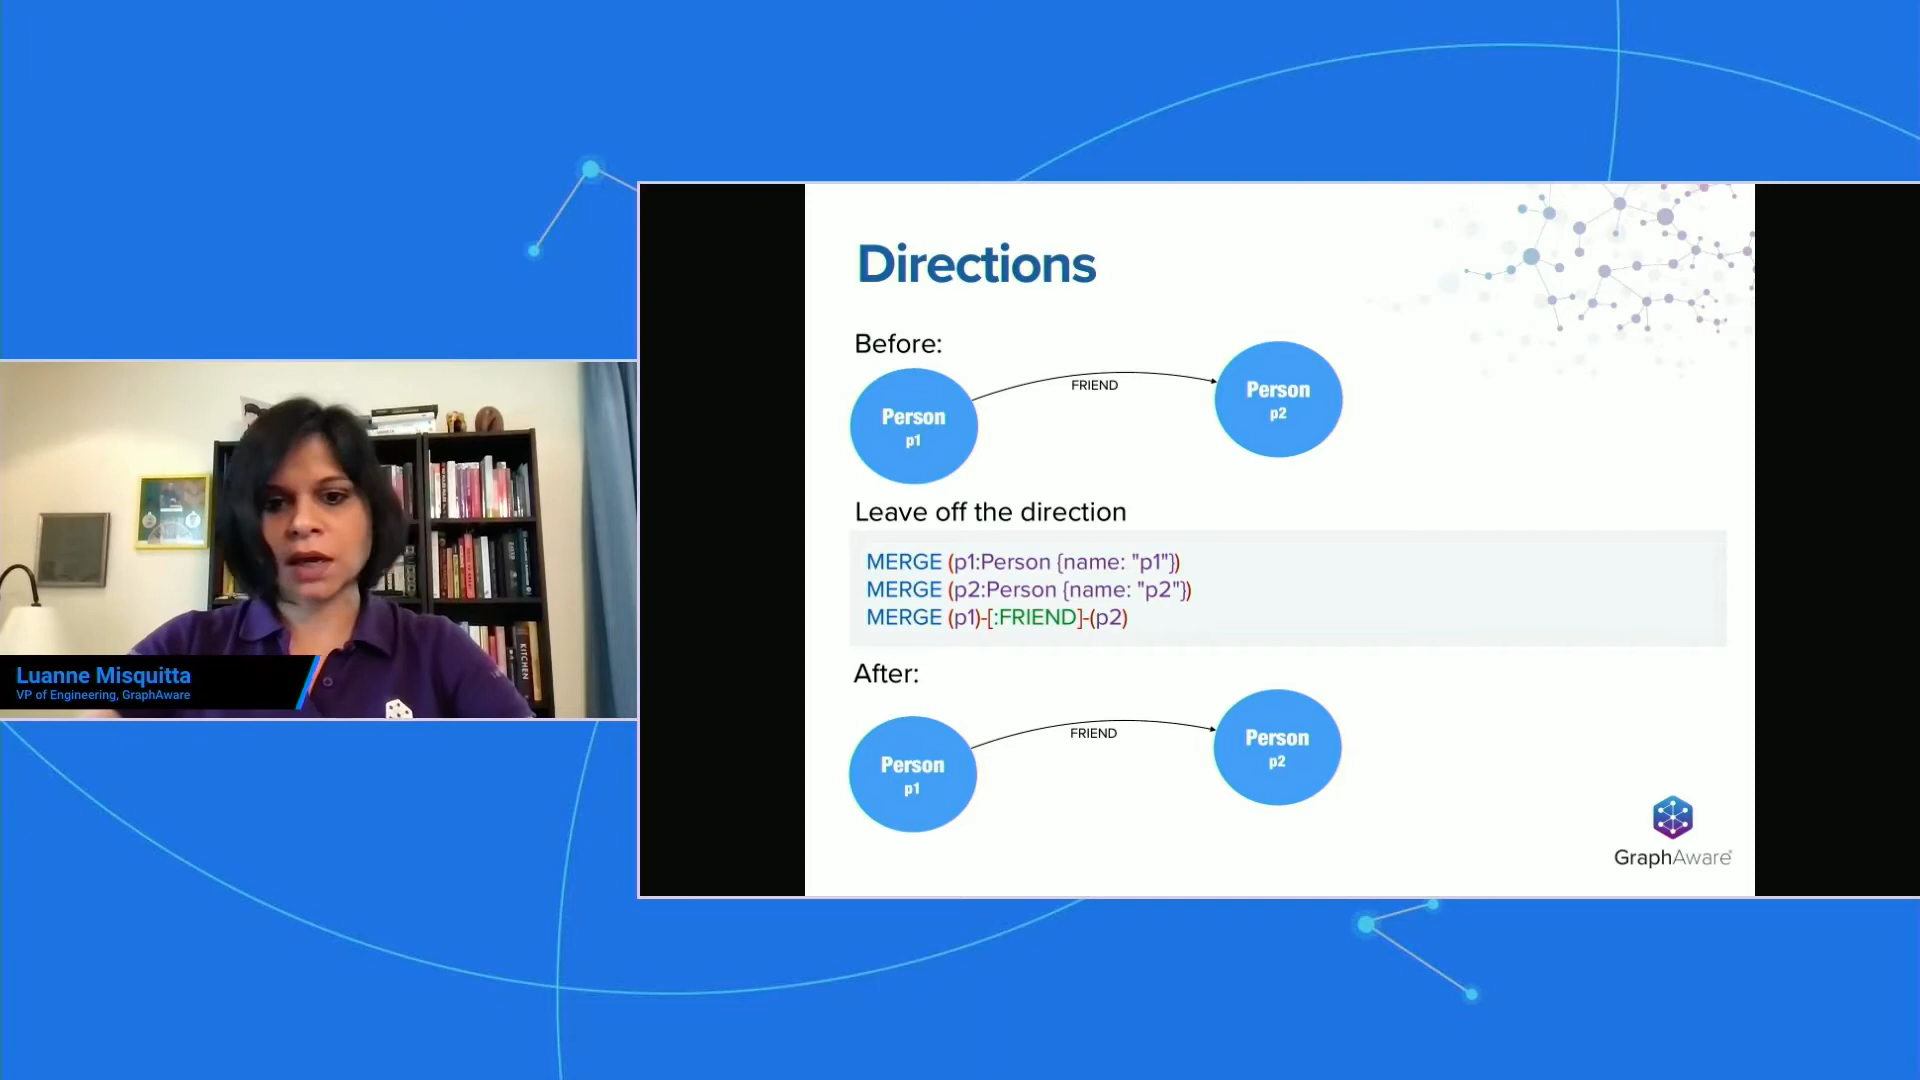 Directions
Before:
FRIEND
Person
p1
Person
p2
Leave off the direction
MERGE (p1:Person {name: "p1"})
MERGE (p2:Person {name: "p2"})
MERGE (p1)-[:FRIEND]-(p2)
After:
FRIEND
Person
p1
Person
p2
GraphAware
Luanne Misquitta
VP of Engineering, GraphAware
KITCHEN